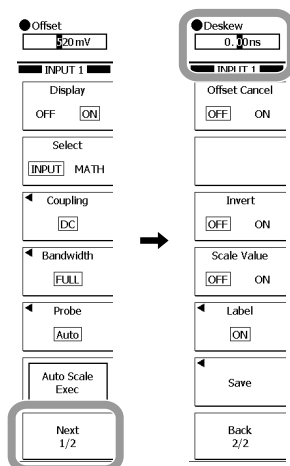 Offset
520 mV
INPUT 1
Display
OFF ON
Select
INPUT MATH
Coupling
DC
Bandwidth
FULL
Probe
Auto
Auto Scale
Exec
Next
1/2
Deskew
0.00ns
INPUT 1
Offset Cancel
OFF ON
Invert
OFF ON
Scale Value
OFF ON
Label
ON
Save
Back
2/2